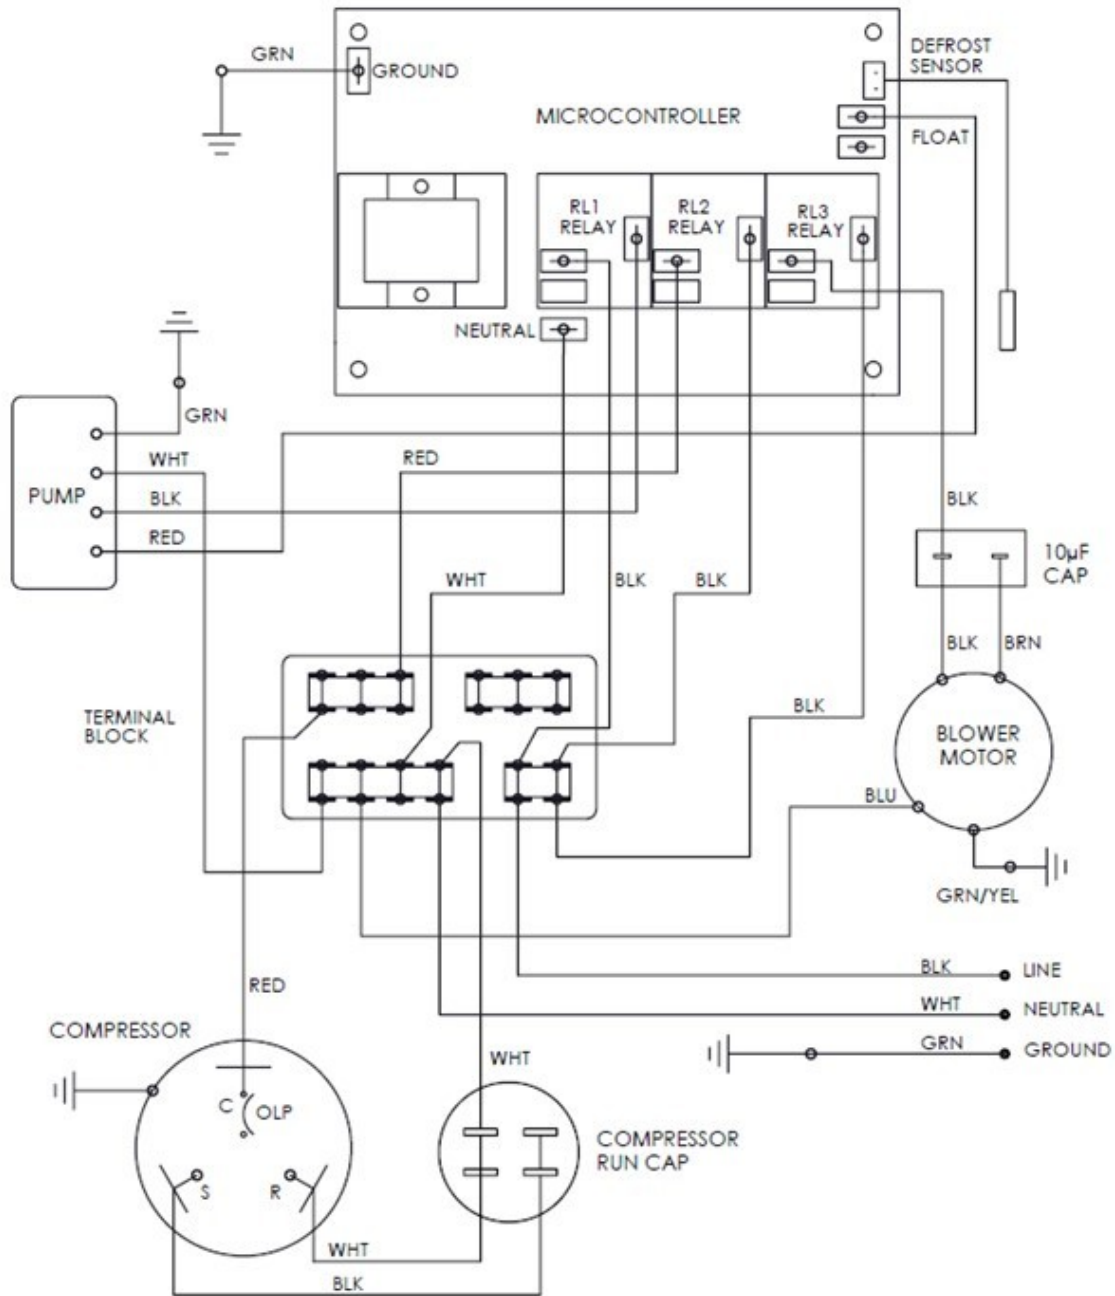 GRN
GROUND
DEFROST
SENSOR
MICROCONTROLLER
FLOAT
RL1
RELAY
RL2
RELAY
RL3
RELAY
NEUTRAL
GRN
WHT
RED
PUMP
BLK
RED
BLK
10µF
CAP
WHT
BLK
BLK
BLK
BRN
TERMINAL
BLOCK
BLK
BLOWER
MOTOR
BLU
GRN/YEL
RED
BLK
LINE
WHT
NEUTRAL
GRN
GROUND
COMPRESSOR
WHT
C
OLP
COMPRESSOR
RUN CAP
S
R
WHT
BLK